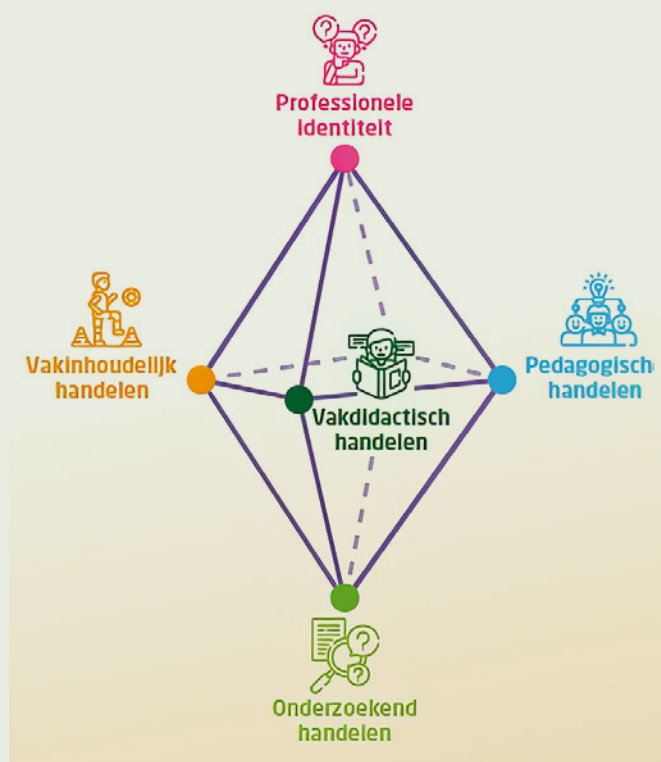 Professionele
identiteit
Vakinhoudelijk
handelen
Vakdidactisch
handelen
Pedagogisch
handelen
Onderzoekend
handelen